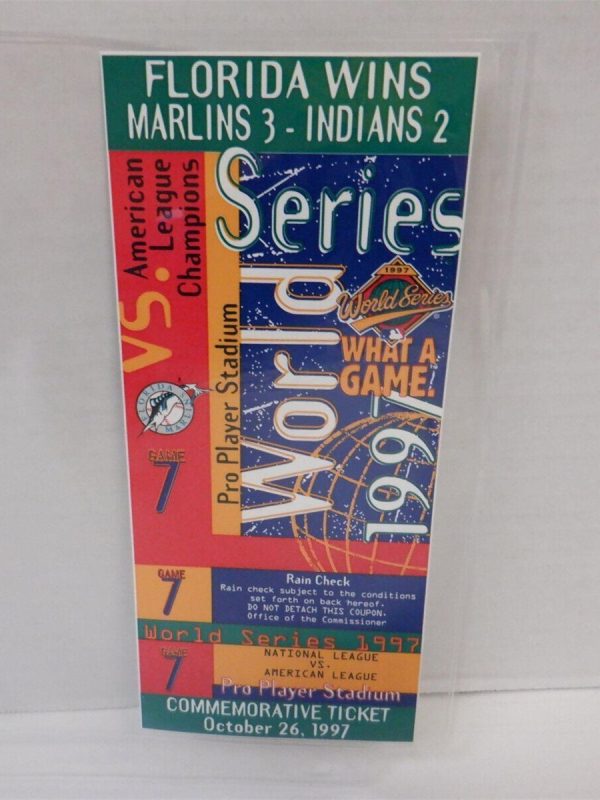 FLORIDA WINS
MARLINS 3 - INDIANS 2
VS. American
League
Champions
Pro Player Stadium
World
Series
1997
World Series
WHAT A
GAME.
1997
FLORIDA MARLINS
GAME
7
GAME
7
Rain Check
Rain check subject to the conditions
set forth on back hereof.
DO NOT DETACH THIS COUPON.
Office of the Commissioner
World Series 1997
GAME
7
NATIONAL LEAGUE
VS.
AMERICAN LEAGUE
Pro Player Stadium
COMMEMORATIVE TICKET
October 26, 1997